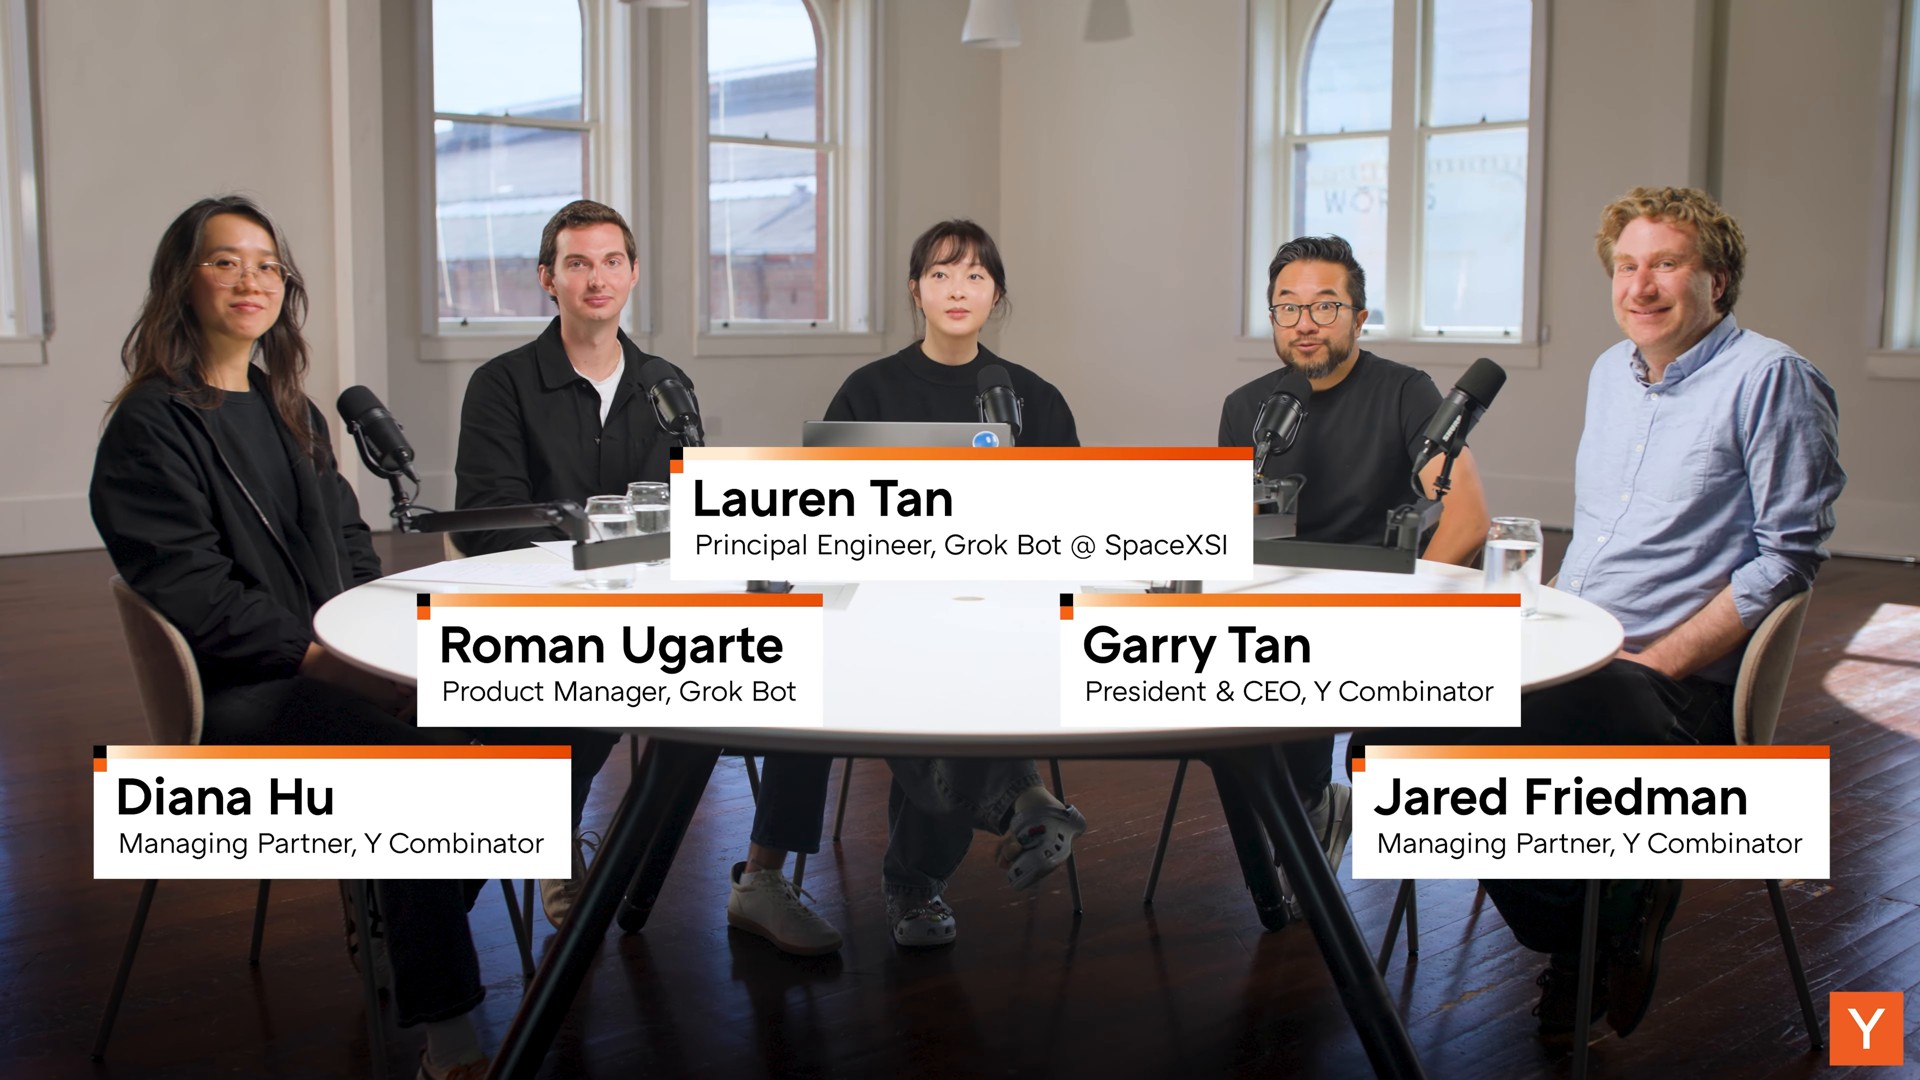 Lauren Tan
Principal Engineer, Grok Bot @ SpaceXSI
Roman Ugarte
Product Manager, Grok Bot
Garry Tan
President & CEO, Y Combinator
Diana Hu
Managing Partner, Y Combinator
Jared Friedman
Managing Partner, Y Combinator
Y